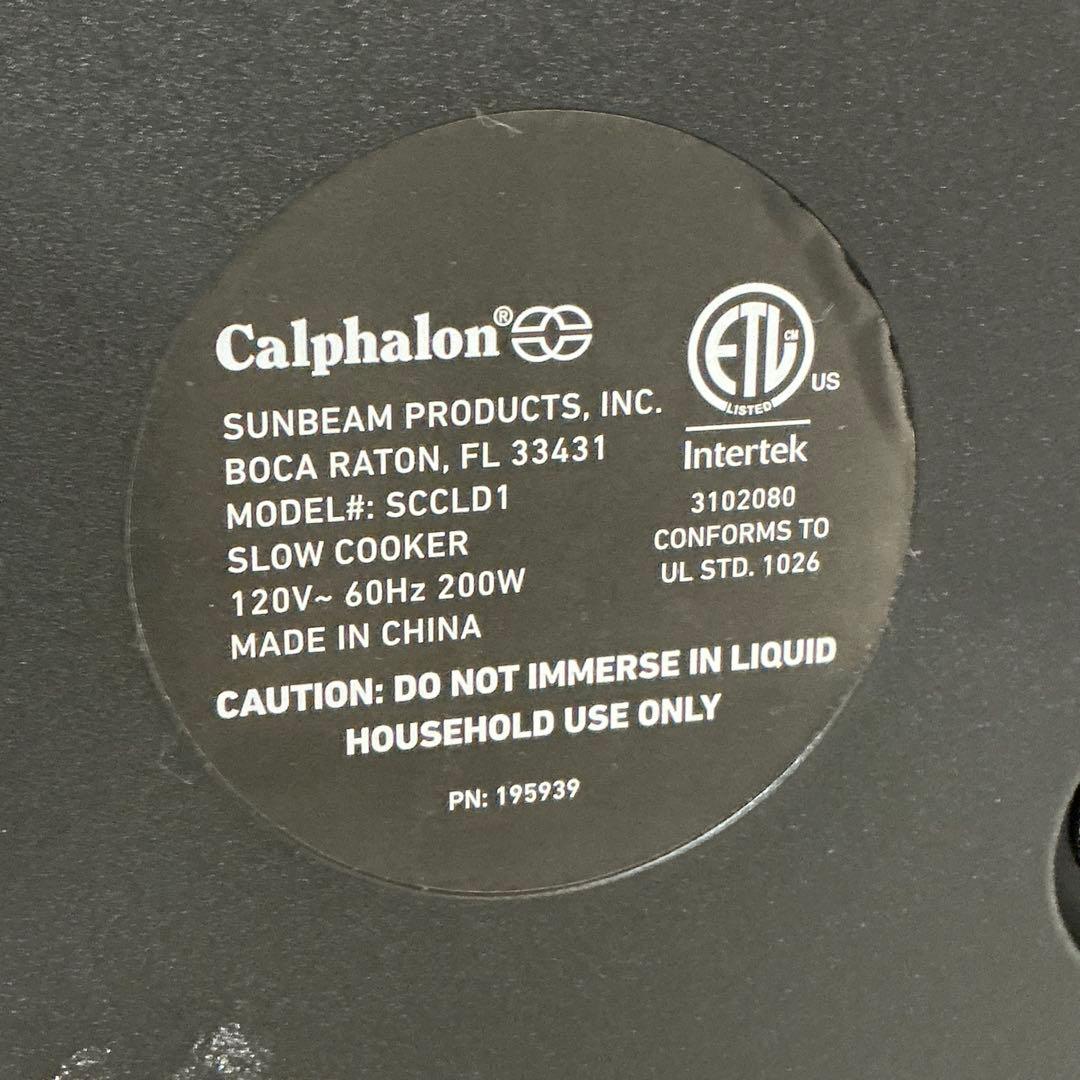 Calphalon®
SUNBEAM PRODUCTS, INC.
BOCA RATON, FL 33431
MODEL#: SCCLD1
SLOW COOKER
120V~ 60Hz 200W
MADE IN CHINA
ETL CM
LISTED
US
Intertek
3102080
CONFORMS TO
UL STD. 1026
CAUTION: DO NOT IMMERSE IN LIQUID
HOUSEHOLD USE ONLY
PN: 195939